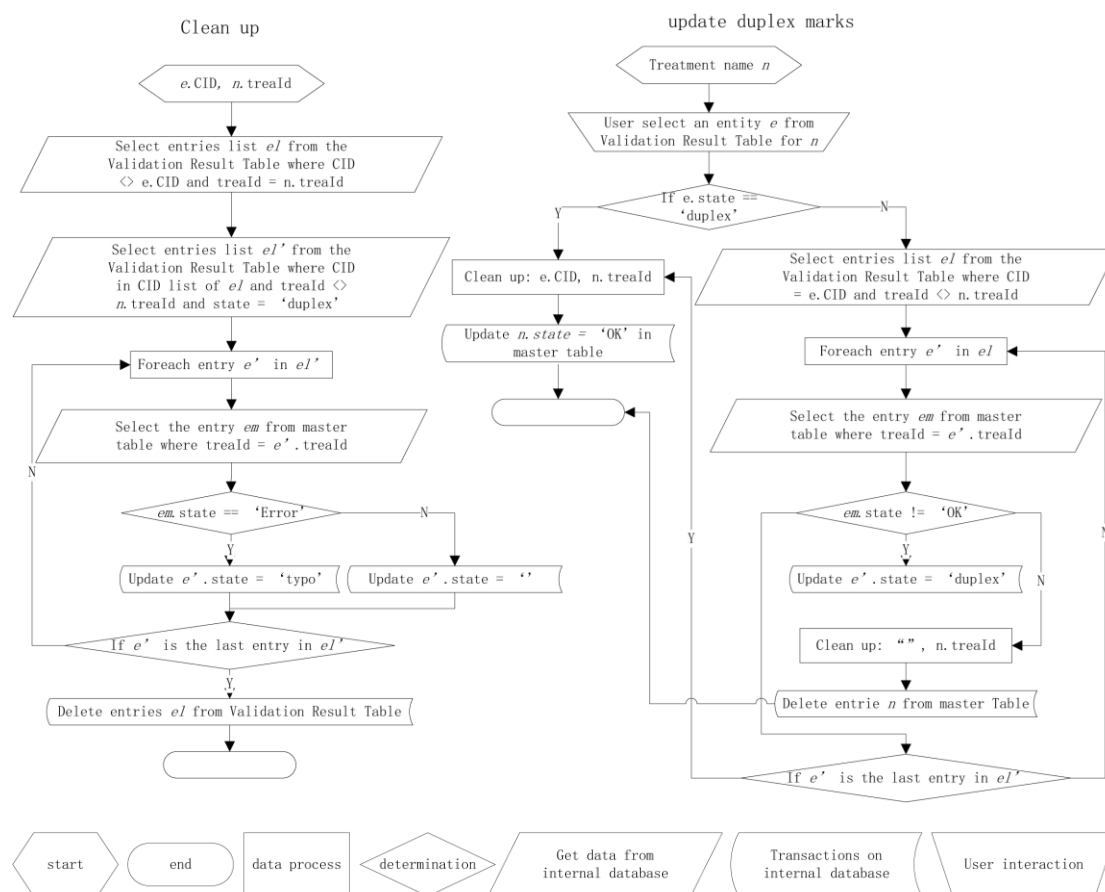 Clean up
e.CID, n.treaId
Select entries list el from the
Validation Result Table where CID
<> e.CID and treaId = n.treaId
Select entries list el’ from the
Validation Result Table where CID
in CID list of el and treaId <>
n.treaId and state = ‘duplex’
Foreach entry e’ in el’
Select the entry em from master
table where treaId = e’.treaId
N
em.state == ‘Error’
N
Y
Update e’.state = ‘typo’
Update e’.state = ‘’
If e’ is the last entry in el’
Y
Delete entries el from Validation Result Table
update duplex marks
Treatment name n
User select an entity e from
Validation Result Table for n
If e.state ==
‘duplex’
Y
N
Clean up: e.CID, n.treaId
Update n.state = ‘OK’ in
master table
Select entries list el from the
Validation Result Table where CID
= e.CID and treaId <> n.treaId
Foreach entry e’ in el
Select the entry em from master
table where treaId = e’.treaId
em.state != ‘OK’
Y
N
Update e’.state = ‘duplex’
Clean up: “”, n.treaId
Delete entrie n from master Table
Y
N
If e’ is the last entry in el’
start
end
data process
determination
Get data from
internal database
Transactions on
internal database
User interaction